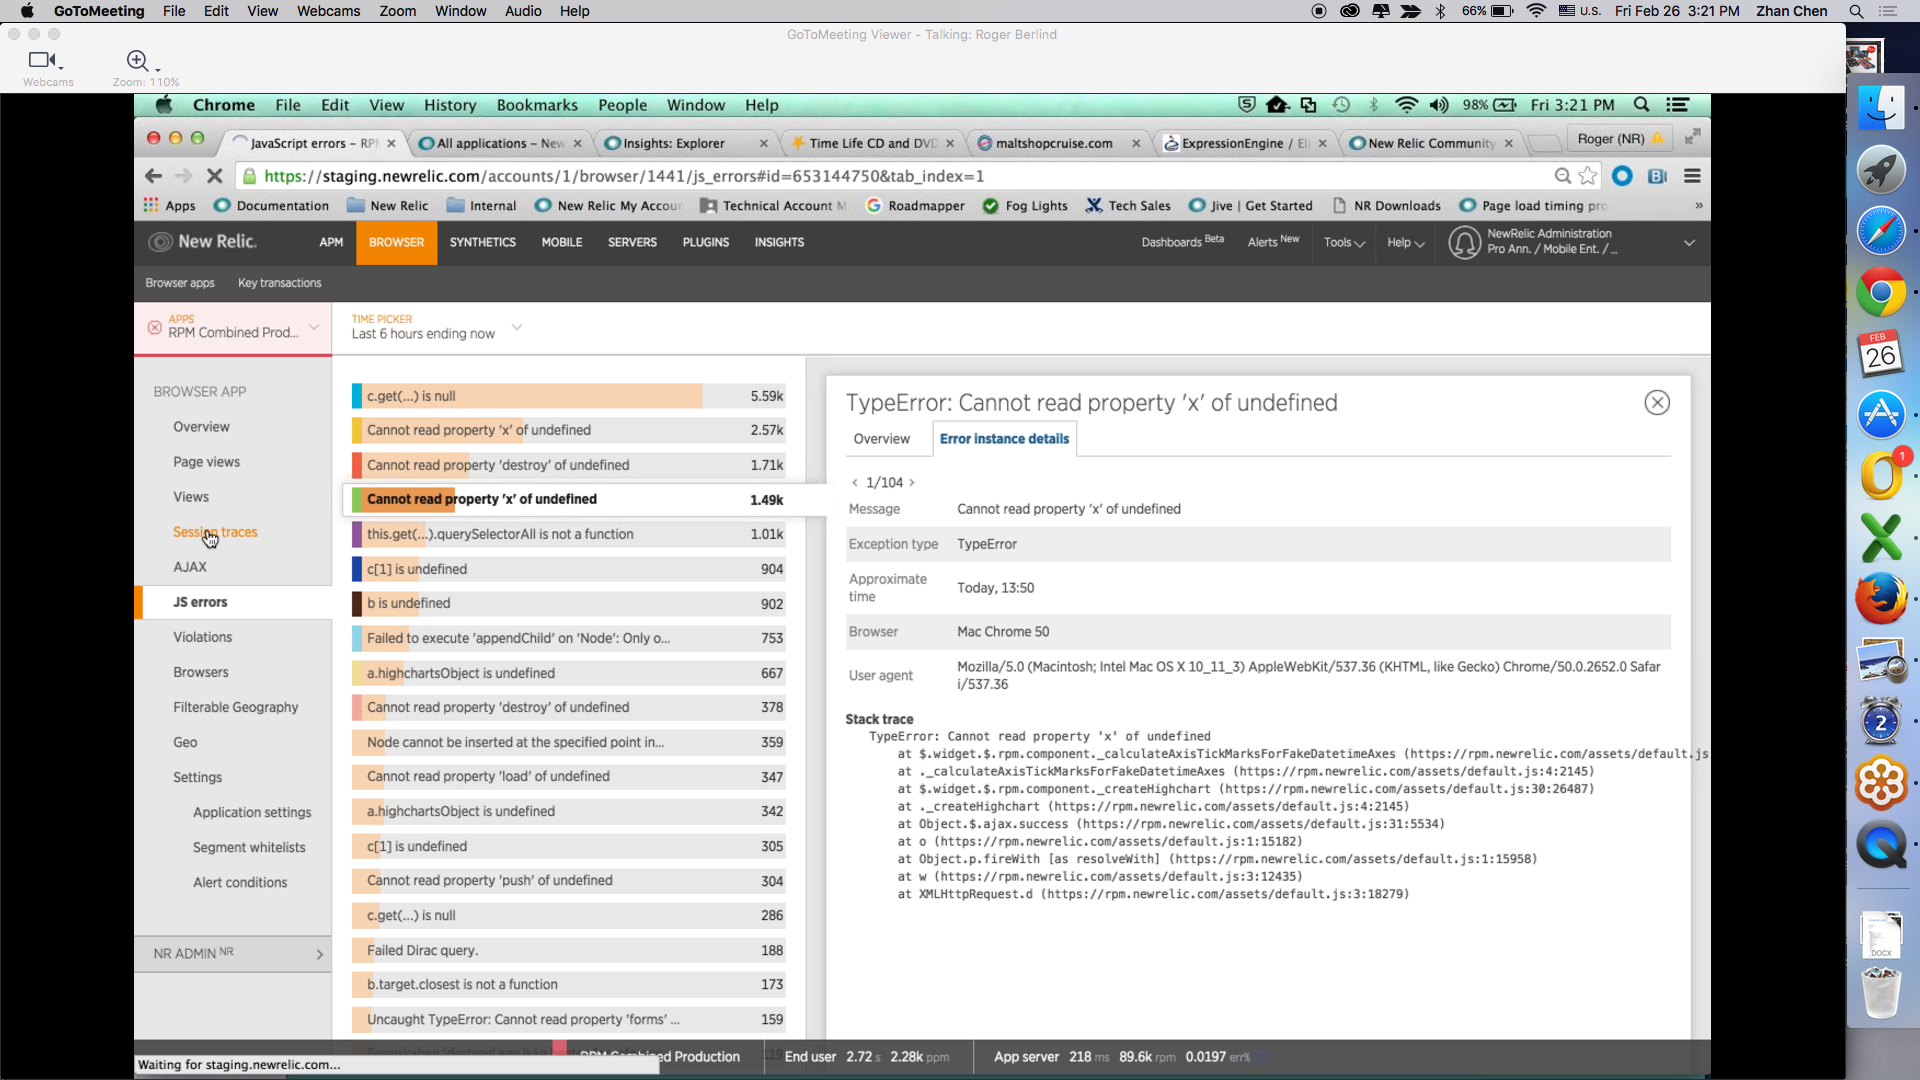 GoToMeeting File Edit View Webcams Zoom Window Audio Help
66% U.S. Fri Feb 26 3:21 PM Zhan Chen
GoToMeeting Viewer - Talking: Roger Berlind
Webcams Zoom: 110%
Chrome File Edit View History Bookmarks People Window Help
98% Fri 3:21 PM
JavaScript errors – RPM
All applications – New
Insights: Explorer
Time Life CD and DVD
maltshopcruise.com
ExpressionEngine / Ell
New Relic Community
Roger (NR)
https://staging.newrelic.com/accounts/1/browser/1441/js_errors#id=653144750&tab_index=1
Apps Documentation New Relic Internal New Relic My Accou Technical Account M Roadmapper Fog Lights Tech Sales Jive | Get Started NR Downloads Page load timing pro »
New Relic. APM BROWSER SYNTHETICS MOBILE SERVERS PLUGINS INSIGHTS
Dashboards Beta Alerts New Tools Help
NewRelic Administration
Pro Ann. / Mobile Ent. / ...
Browser apps Key transactions
APPS
RPM Combined Prod...
TIME PICKER
Last 6 hours ending now
BROWSER APP
Overview
Page views
Views
Session traces
AJAX
JS errors
Violations
Browsers
Filterable Geography
Geo
Settings
Application settings
Segment whitelists
Alert conditions
NR ADMIN NR
c.get(...) is null 5.59k
Cannot read property 'x' of undefined 2.57k
Cannot read property 'destroy' of undefined 1.71k
Cannot read property 'x' of undefined 1.49k
this.get(...).querySelectorAll is not a function 1.01k
c[1] is undefined 904
b is undefined 902
Failed to execute 'appendChild' on 'Node': Only o... 753
a.highchartsObject is undefined 667
Cannot read property 'destroy' of undefined 378
Node cannot be inserted at the specified point in... 359
Cannot read property 'load' of undefined 347
a.highchartsObject is undefined 342
c[1] is undefined 305
Cannot read property 'push' of undefined 304
c.get(...) is null 286
Failed Dirac query. 188
b.target.closest is not a function 173
Uncaught TypeError: Cannot read property 'forms' ... 159
TypeError: Cannot read property 'x' of undefined
Overview Error instance details
‹ 1/104 ›
Message Cannot read property 'x' of undefined
Exception type TypeError
Approximate time Today, 13:50
Browser Mac Chrome 50
User agent Mozilla/5.0 (Macintosh; Intel Mac OS X 10_11_3) AppleWebKit/537.36 (KHTML, like Gecko) Chrome/50.0.2652.0 Safar
i/537.36
Stack trace
TypeError: Cannot read property 'x' of undefined
at $.widget.$.rpm.component._calculateAxisTickMarksForFakeDatetimeAxes (https://rpm.newrelic.com/assets/default.js
at ._calculateAxisTickMarksForFakeDatetimeAxes (https://rpm.newrelic.com/assets/default.js:4:2145)
at $.widget.$.rpm.component._createHighchart (https://rpm.newrelic.com/assets/default.js:30:26487)
at ._createHighchart (https://rpm.newrelic.com/assets/default.js:4:2145)
at Object.$.ajax.success (https://rpm.newrelic.com/assets/default.js:31:5534)
at o (https://rpm.newrelic.com/assets/default.js:1:15182)
at Object.p.fireWith [as resolveWith] (https://rpm.newrelic.com/assets/default.js:1:15958)
at w (https://rpm.newrelic.com/assets/default.js:3:12435)
at XMLHttpRequest.d (https://rpm.newrelic.com/assets/default.js:3:18279)
RPM Combined Production End user 2.72 s 2.28k ppm App server 218 ms 89.6k rpm 0.0197 err%
Waiting for staging.newrelic.com...
FEB
26
1
2
DOCX